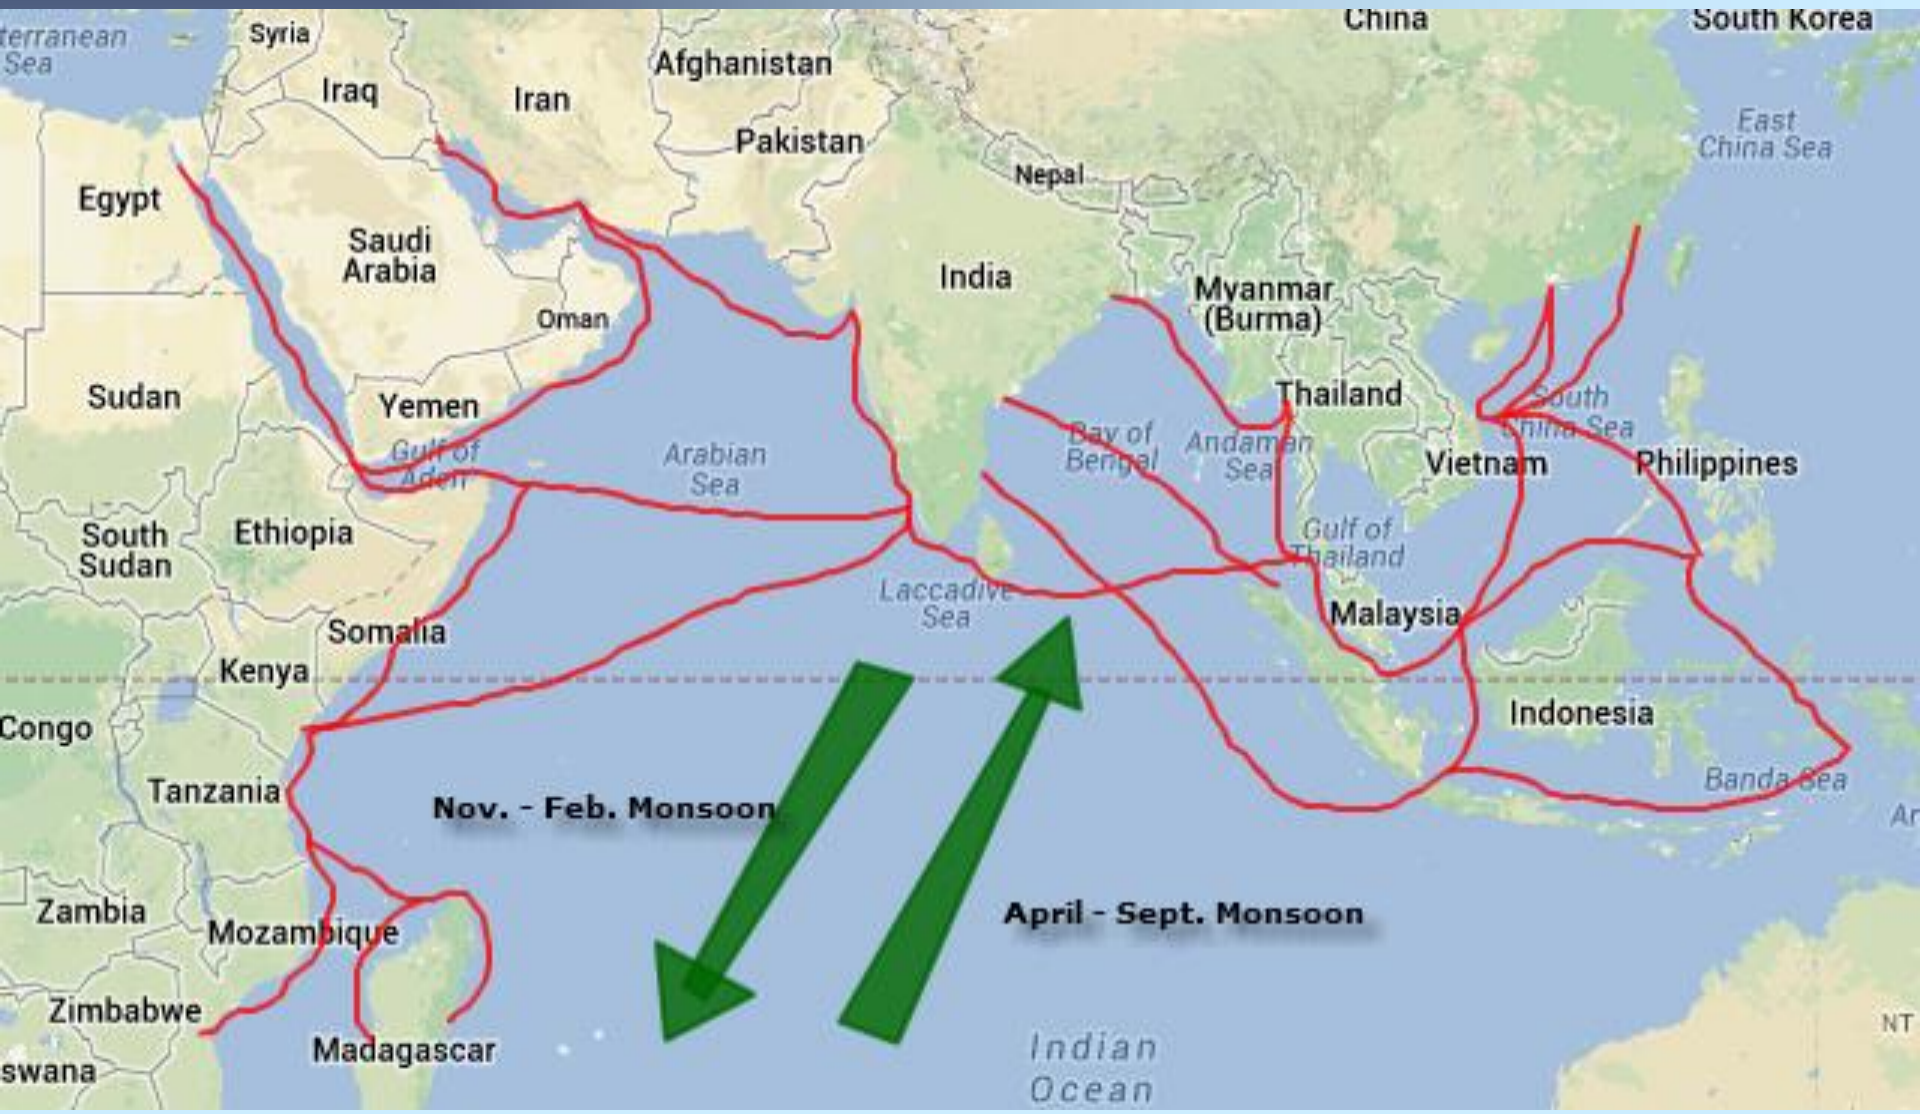 China
South Korea
Syria
terranean
Sea
Afghanistan
Iraq
Iran
East
China Sea
Pakistan
Nepal
Egypt
Saudi
Arabia
India
Myanmar
(Burma)
Oman
Sudan
Yemen
Thailand
South
China Sea
Gulf of
Aden
Arabian
Sea
Bay of
Bengal
Andaman
Sea
Vietnam
Philippines
South
Sudan
Ethiopia
Gulf of
Thailand
Laccadive
Sea
Somalia
Malaysia
Kenya
Congo
Indonesia
Tanzania
Banda Sea
Nov. - Feb. Monsoon
Ar
Zambia
Mozambique
April - Sept. Monsoon
Zimbabwe
Madagascar
NT
Indian
Ocean
swana